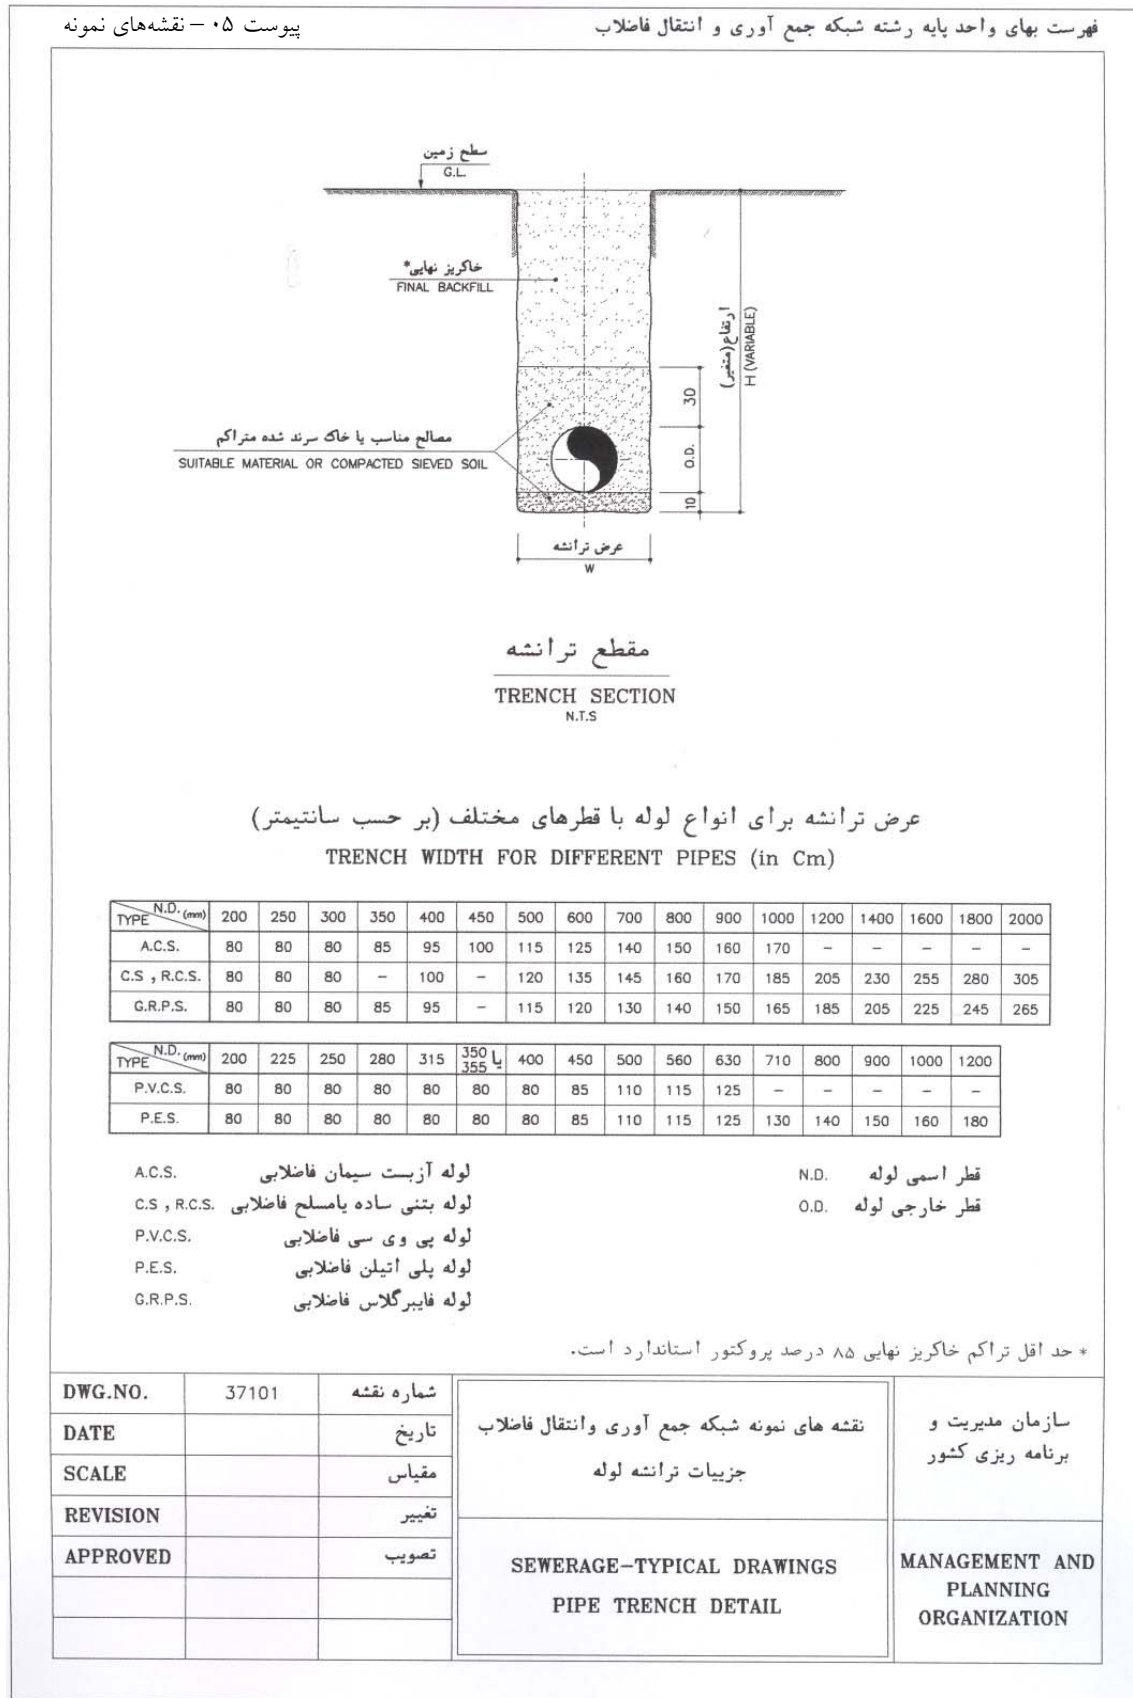 فهرست بهای واحد پایه رشته شبکه جمع آوری و انتقال فاضلاب
پیوست ۰۵ – نقشه‌های نمونه
سطح زمین
G.L.
خاکریز نهایی*
FINAL BACKFILL
ارتفاع(متغیر)
H (VARIABLE)
30
O.D.
10
مصالح مناسب یا خاک سرند شده متراکم
SUITABLE MATERIAL OR COMPACTED SIEVED SOIL
عرض ترانشه
W
مقطع ترانشه
TRENCH SECTION
N.T.S
عرض ترانشه برای انواع لوله با قطرهای مختلف (بر حسب سانتیمتر)
TRENCH WIDTH FOR DIFFERENT PIPES (in Cm)
TYPE N.D. (mm) 200 250 300 350 400 450 500 600 700 800 900 1000 1200 1400 1600 1800 2000
A.C.S. 80 80 80 85 95 100 115 125 140 150 160 170 – – – – –
C.S , R.C.S. 80 80 80 – 100 – 120 135 145 160 170 185 205 230 255 280 305
G.R.P.S. 80 80 80 85 95 – 115 120 130 140 150 165 185 205 225 245 265
TYPE N.D. (mm) 200 225 250 280 315 350 یا 355 400 450 500 560 630 710 800 900 1000 1200
P.V.C.S. 80 80 80 80 80 80 80 85 110 115 125 – – – – –
P.E.S. 80 80 80 80 80 80 80 85 110 115 125 130 140 150 160 180
قطر اسمی لوله N.D.
قطر خارجی لوله O.D.
لوله آزبست سیمان فاضلابی A.C.S.
لوله بتنی ساده یامسلح فاضلابی C.S , R.C.S.
لوله پی وی سی فاضلابی P.V.C.S.
لوله پلی اتیلن فاضلابی P.E.S.
لوله فایبرگلاس فاضلابی G.R.P.S.
* حد اقل تراکم خاکریز نهایی ۸۵ درصد پروکتور استاندارد است.
DWG.NO. 37101 شماره نقشه
DATE تاریخ
SCALE مقیاس
REVISION تغییر
APPROVED تصویب
نقشه های نمونه شبکه جمع آوری وانتقال فاضلاب
جزییات ترانشه لوله
SEWERAGE–TYPICAL DRAWINGS
PIPE TRENCH DETAIL
سازمان مدیریت و
برنامه ریزی کشور
MANAGEMENT AND
PLANNING
ORGANIZATION